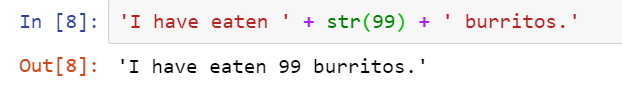 In [8]: 'I have eaten ' + str(99) + ' burritos.'
Out[8]: 'I have eaten 99 burritos.'